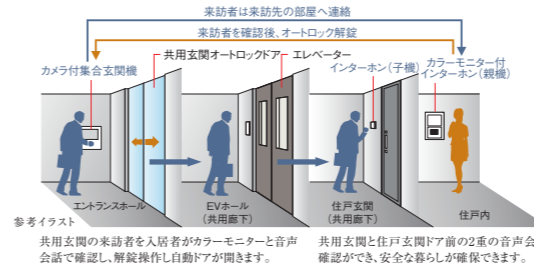 来訪者は来訪先の部屋へ連絡
来訪者を確認後、オートロック解錠
共用玄関オートロックドア
エレベーター
カメラ付集合玄関機
インターホン(子機)
カラーモニター付
インターホン(親機)
エントランスホール
EVホール
(共用廊下)
住戸玄関
(共用廊下)
住戸内
参考イラスト
共用玄関の来訪者を入居者がカラーモニターと音声
会話で確認し、解錠操作し自動ドアが開きます。
共用玄関と住戸玄関ドア前の2重の音声会
確認ができ、安全な暮らしが確保できます。